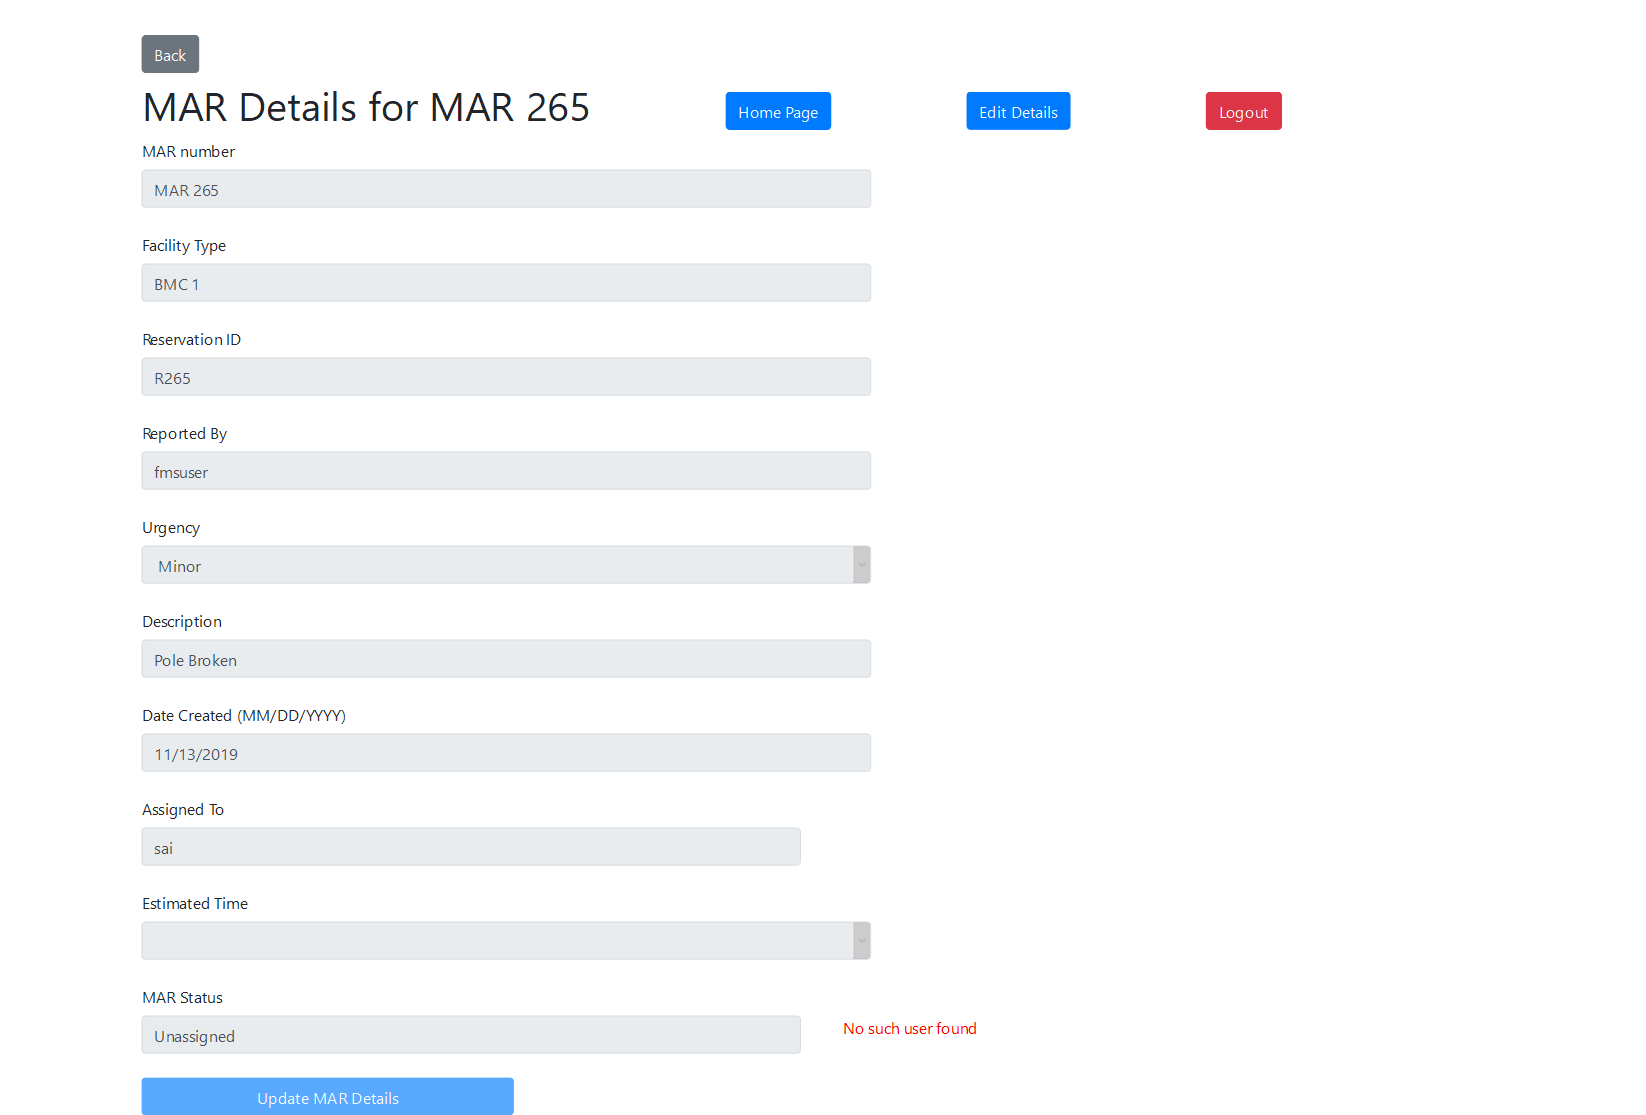 Back
MAR Details for MAR 265
Home Page
Edit Details
Logout
MAR number
MAR 265
Facility Type
BMC 1
Reservation ID
R265
Reported By
fmsuser
Urgency
Minor
Description
Pole Broken
Date Created (MM/DD/YYYY)
11/13/2019
Assigned To
sai
Estimated Time
MAR Status
Unassigned
No such user found
Update MAR Details